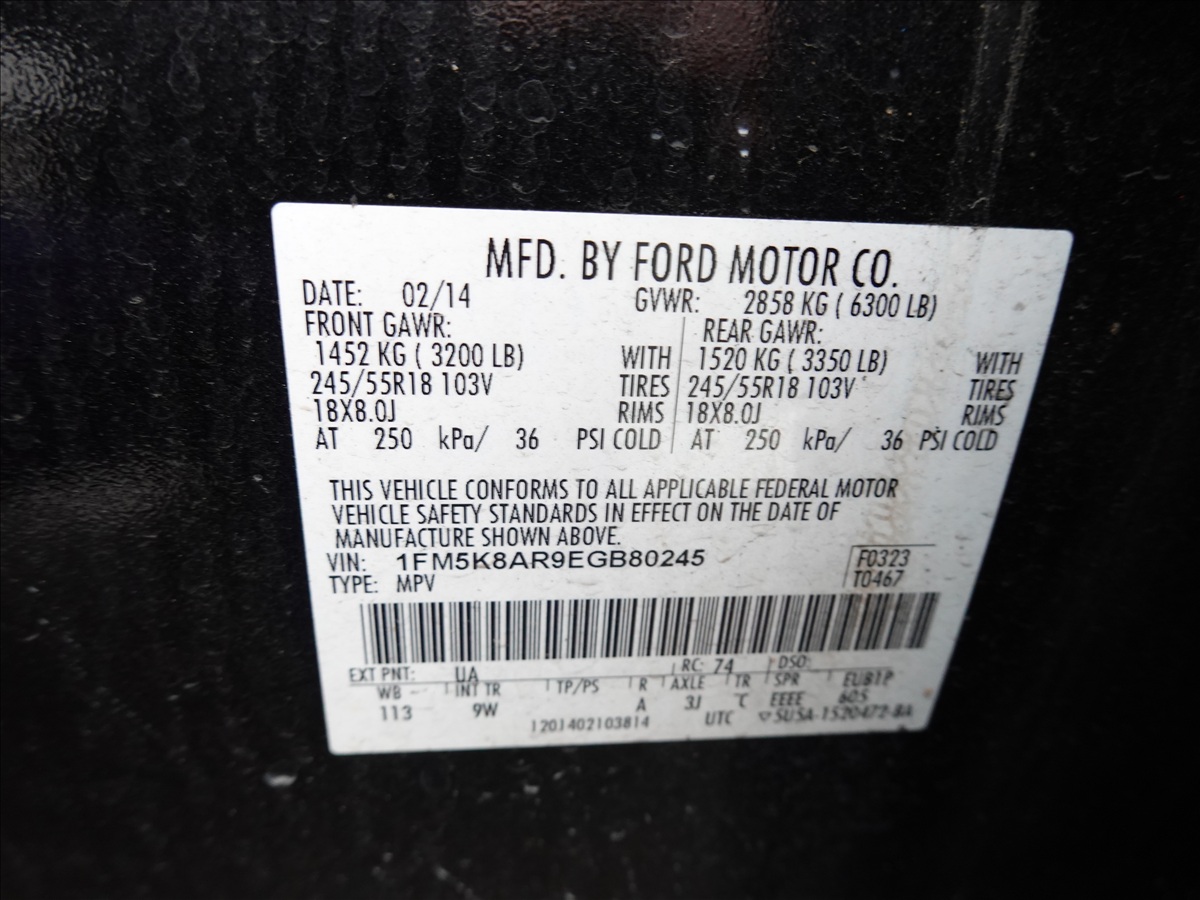 MFD. BY FORD MOTOR CO.
DATE: 02/14 GVWR: 2858 KG ( 6300 LB)
FRONT GAWR: REAR GAWR:
1452 KG ( 3200 LB) WITH 1520 KG ( 3350 LB) WITH
245/55R18 103V TIRES 245/55R18 103V TIRES
18X8.0J RIMS 18X8.0J RIMS
AT 250 kPa/ 36 PSI COLD AT 250 kPa/ 36 PSI COLD
THIS VEHICLE CONFORMS TO ALL APPLICABLE FEDERAL MOTOR
VEHICLE SAFETY STANDARDS IN EFFECT ON THE DATE OF
MANUFACTURE SHOWN ABOVE.
VIN: 1FM5K8AR9EGB80245 F0323
TYPE: MPV T0467
EXT PNT: UA RC: 74 DSO:
WB INT TR TP/PS R AXLE TR SPR EUB1P
113 9W A 3J C EEEE 605
1201402103814 UTC ▽5U5A-1520472-BA